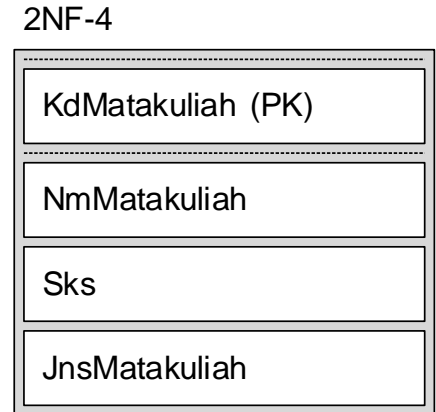 2NF-4
KdMatakuliah (PK)
NmMatakuliah
Sks
JnsMatakuliah